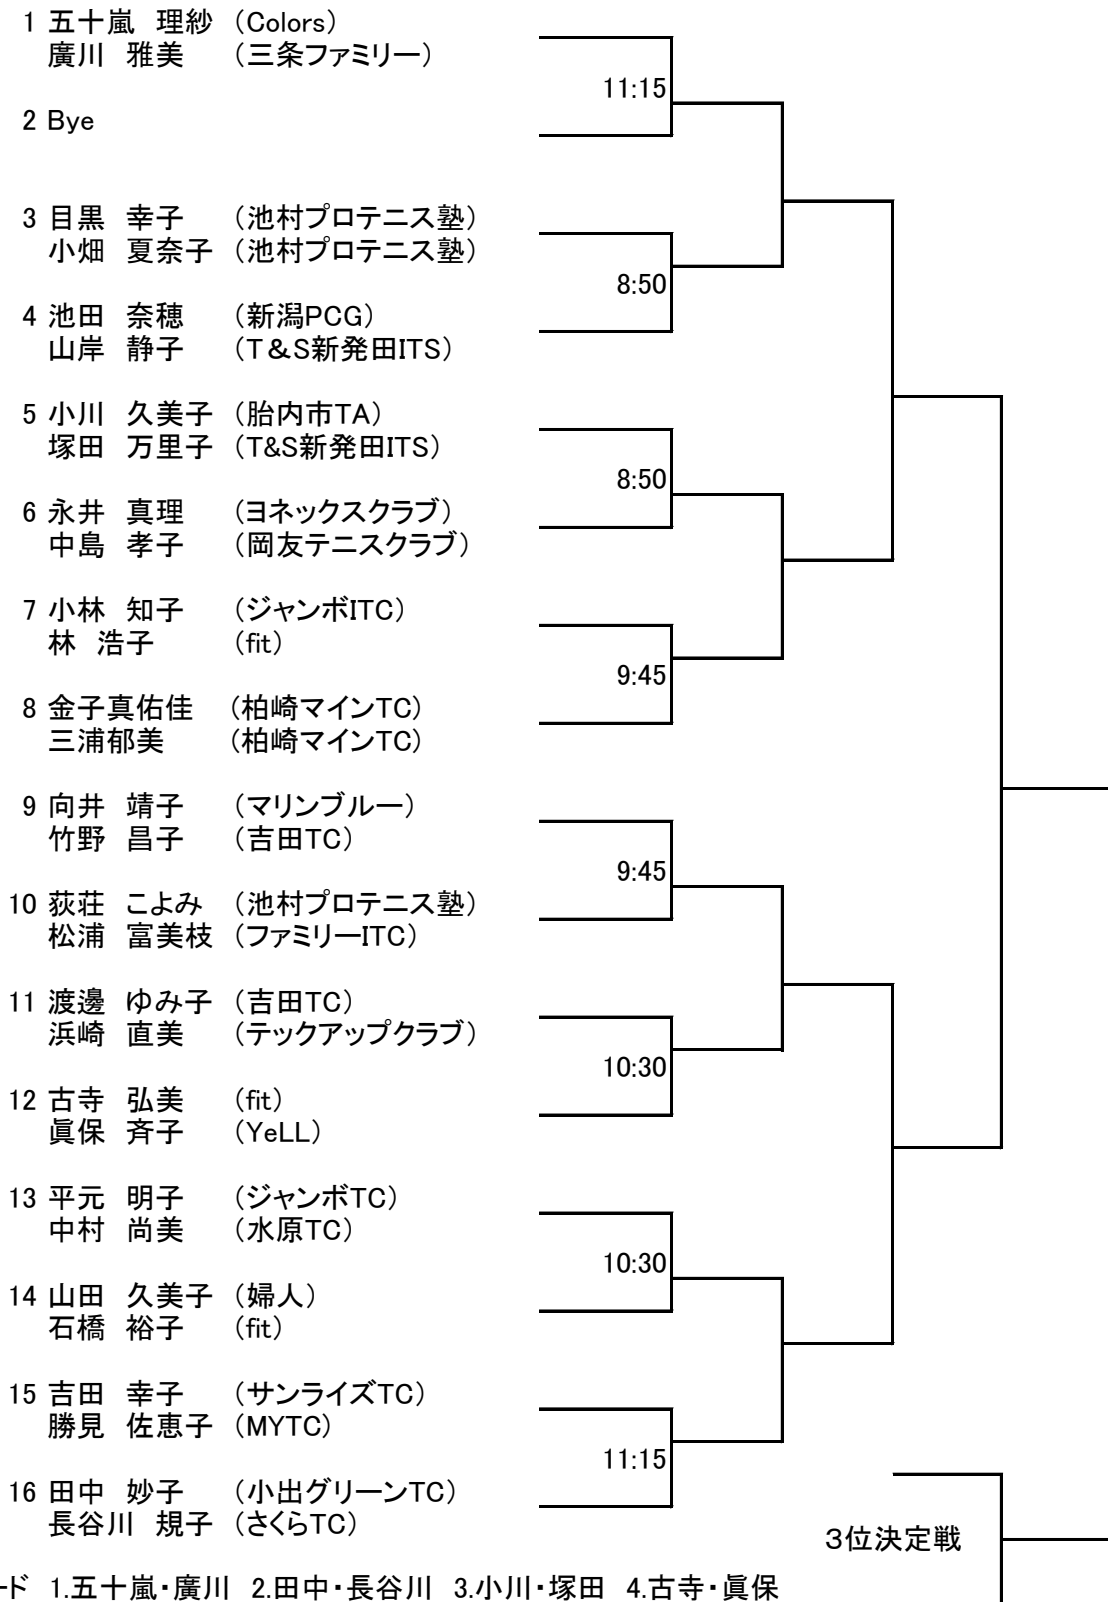 1 五十嵐 理紗 (Colors)
廣川 雅美 (三条ファミリー)
11:15
2 Bye
3 目黒 幸子 (池村プロテニス塾)
小畑 夏奈子 (池村プロテニス塾)
8:50
4 池田 奈穂 (新潟PCG)
山岸 静子 (T&S新発田ITS)
5 小川 久美子 (胎内市TA)
塚田 万里子 (T&S新発田ITS)
8:50
6 永井 真理 (ヨネックスクラブ)
中島 孝子 (岡友テニスクラブ)
7 小林 知子 (ジャンボITC)
林 浩子 (fit)
9:45
8 金子真佑佳 (柏崎マインTC)
三浦郁美 (柏崎マインTC)
9 向井 靖子 (マリンブルー)
竹野 昌子 (吉田TC)
9:45
10 荻荘 こよみ (池村プロテニス塾)
松浦 富美枝 (ファミリーITC)
11 渡邊 ゆみ子 (吉田TC)
浜崎 直美 (テックアップクラブ)
10:30
12 古寺 弘美 (fit)
眞保 斉子 (YeLL)
13 平元 明子 (ジャンボTC)
中村 尚美 (水原TC)
10:30
14 山田 久美子 (婦人)
石橋 裕子 (fit)
15 吉田 幸子 (サンライズTC)
勝見 佐恵子 (MYTC)
11:15
16 田中 妙子 (小出グリーンTC)
長谷川 規子 (さくらTC)
3位決定戦
ード 1.五十嵐・廣川 2.田中・長谷川 3.小川・塚田 4.古寺・眞保